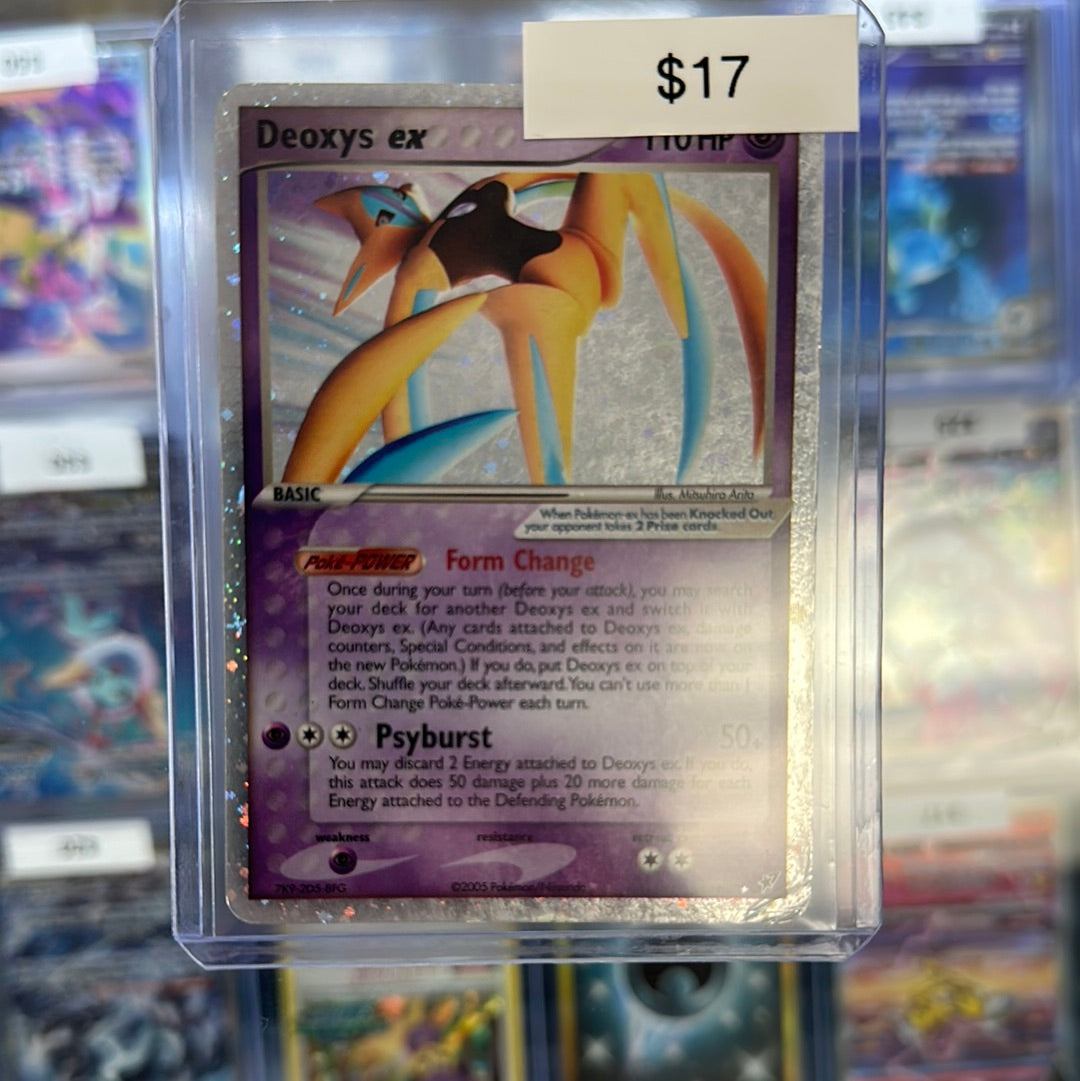 $17
Deoxys ex
110 HP
BASIC
Illus. Mitsuhiro Arita
When Pokémon-ex has been Knocked Out,
your opponent takes 2 Prize cards.
Poké-POWER Form Change
Once during your turn (before your attack), you may search
your deck for another Deoxys ex and switch it with
Deoxys ex. (Any cards attached to Deoxys ex, damage
counters, Special Conditions, and effects on it are now on
the new Pokémon.) If you do, put Deoxys ex on top of your
deck. Shuffle your deck afterward. You can't use more than 1
Form Change Poké-Power each turn.
Psyburst 50+
You may discard 2 Energy attached to Deoxys ex. If you do,
this attack does 50 damage plus 20 more damage for each
Energy attached to the Defending Pokémon.
weakness resistance retreat
7K9-205-8FG ©2005 Pokémon/Nintendo